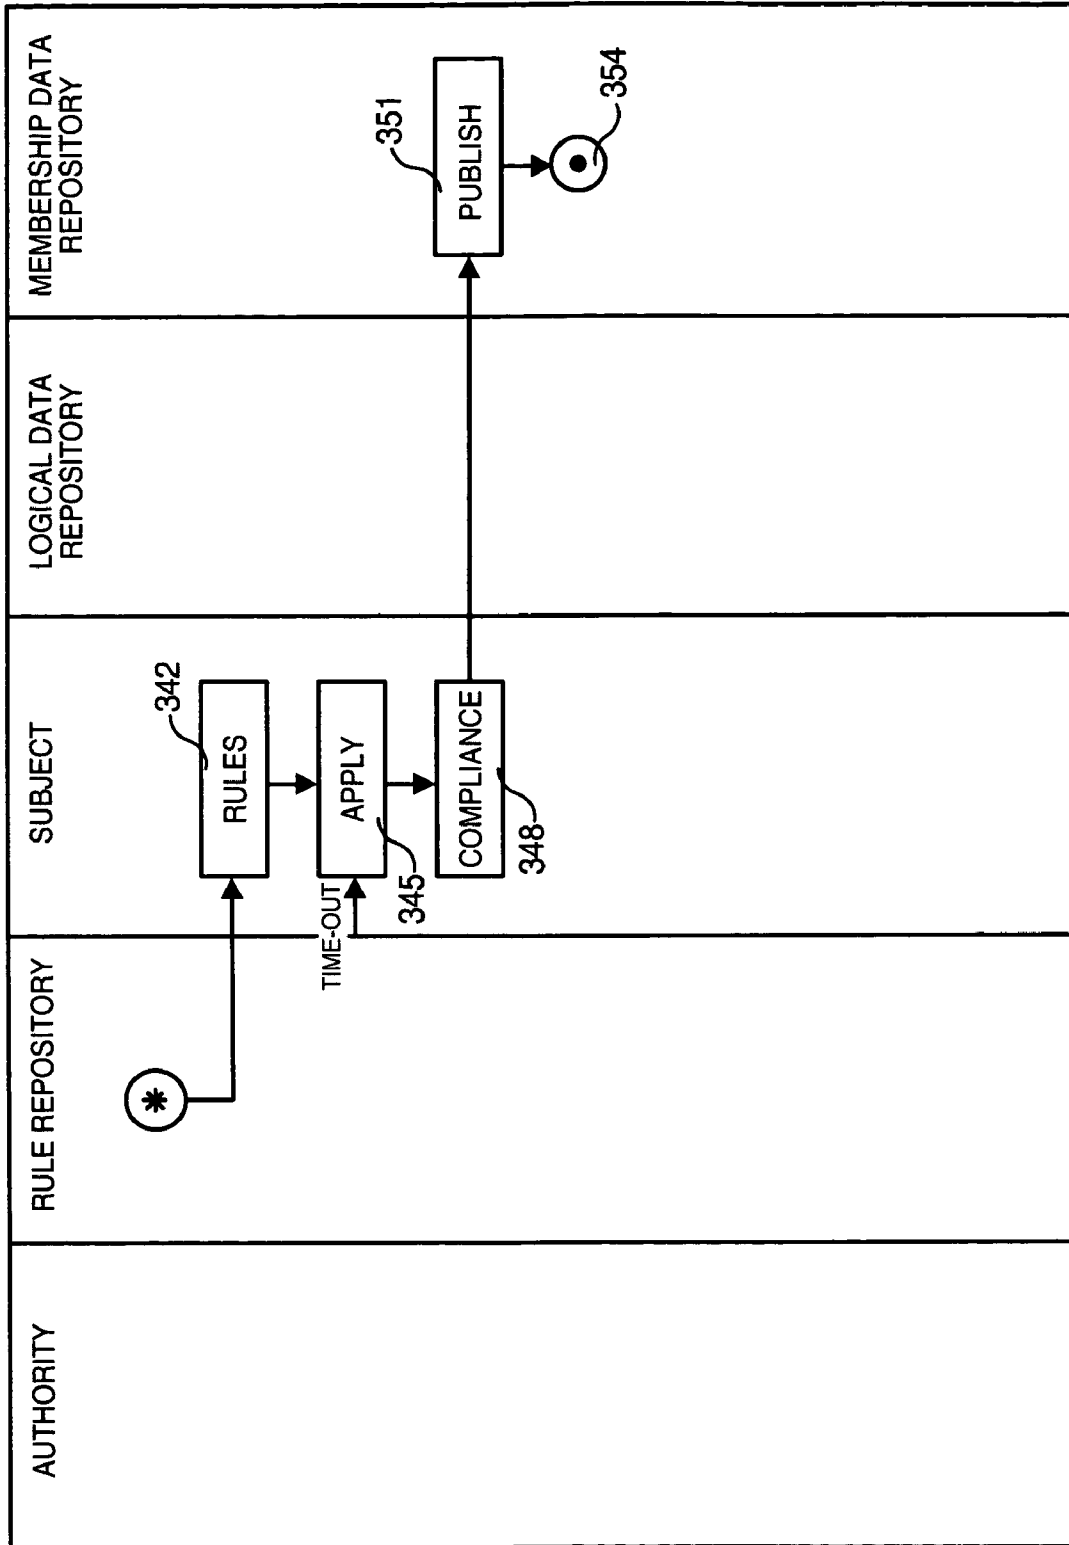 AUTHORITY
RULE REPOSITORY
SUBJECT
LOGICAL DATA
REPOSITORY
MEMBERSHIP DATA
REPOSITORY
*
342
RULES
TIME-OUT
APPLY
345
COMPLIANCE
348
351
PUBLISH
354